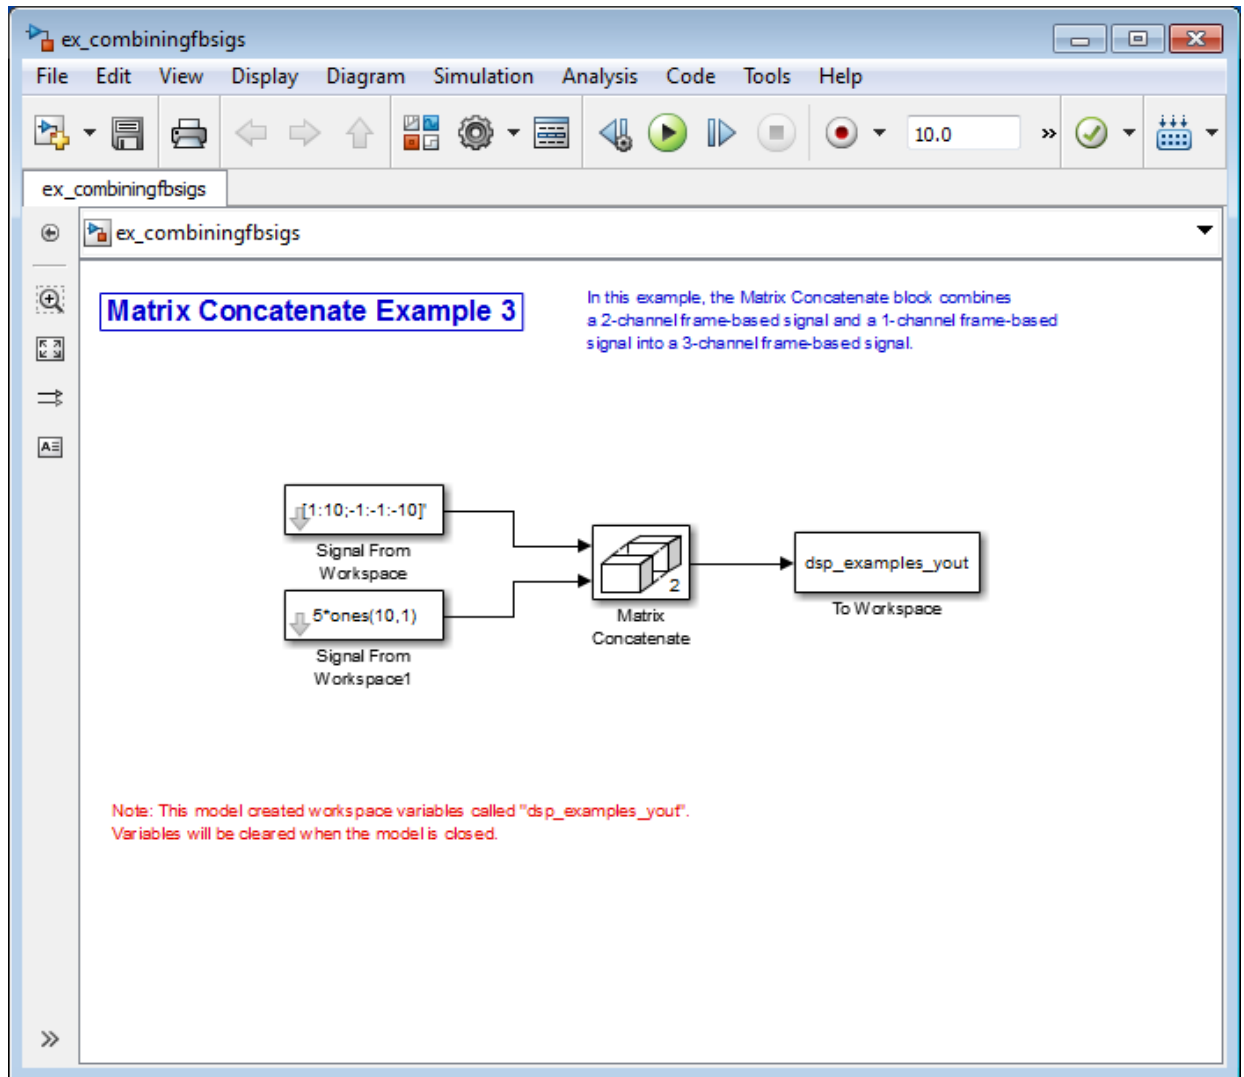 ex_combiningfbsigs
File Edit View Display Diagram Simulation Analysis Code Tools Help
10.0
ex_combiningfbsigs
ex_combiningfbsigs
Matrix Concatenate Example 3
In this example, the Matrix Concatenate block combines
a 2-channel frame-based signal and a 1-channel frame-based
signal into a 3-channel frame-based signal.
[1:10;-1:-1:-10]'
Signal From
Workspace
5*ones(10,1)
Signal From
Workspace1
2
Matrix
Concatenate
dsp_examples_yout
To Workspace
Note: This model created workspace variables called "dsp_examples_yout".
Variables will be cleared when the model is closed.